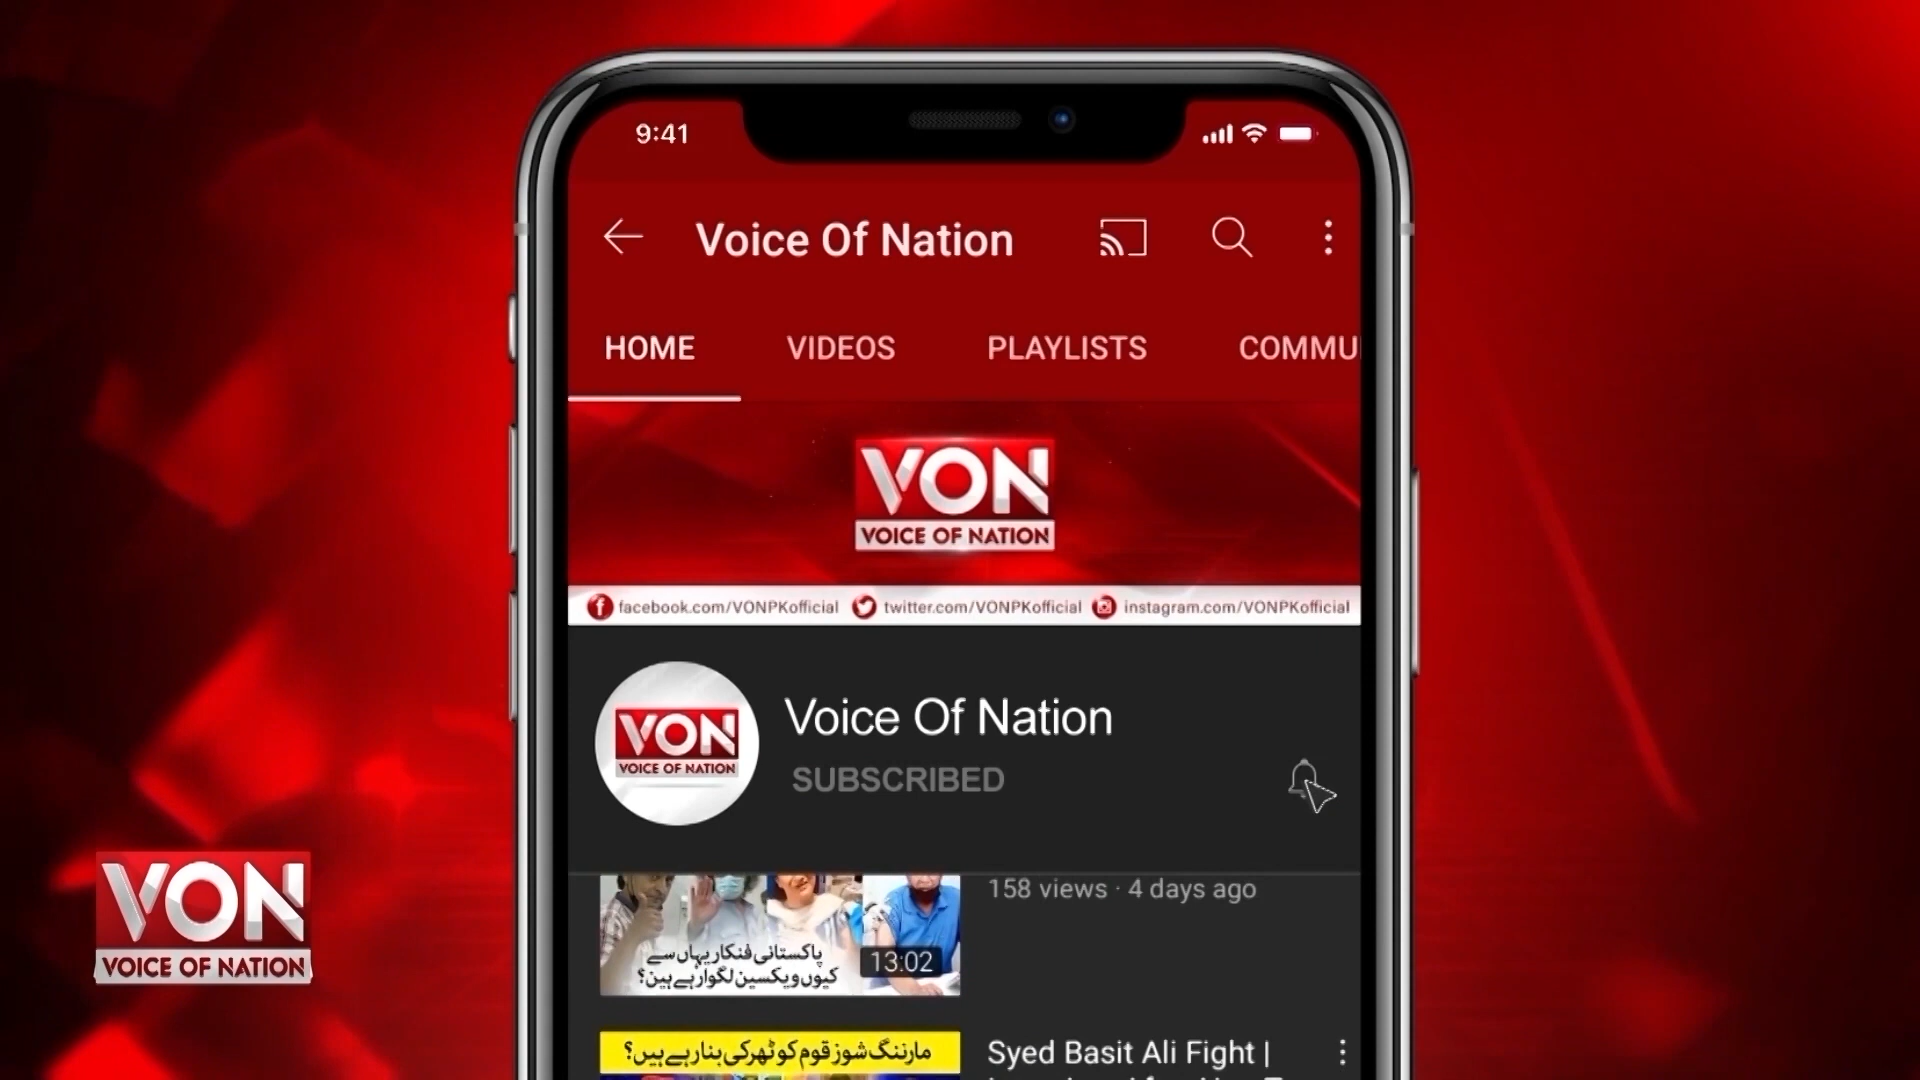 9:41
Voice Of Nation
HOME
VIDEOS
PLAYLISTS
COMMU
VON
VOICE OF NATION
facebook.com/VONPKofficial
twitter.com/VONPKofficial
instagram.com/VONPKofficial
VON
VOICE OF NATION
Voice Of Nation
SUBSCRIBED
158 views · 4 days ago
پاکستانی فنکار یہاں سے
کیوں ویکسین لگوا رہے ہین؟
13:02
مارننگ شوز قوم کو ٹھرکی بنا رہے ہیں؟
Syed Basit Ali Fight |
VON
VOICE OF NATION